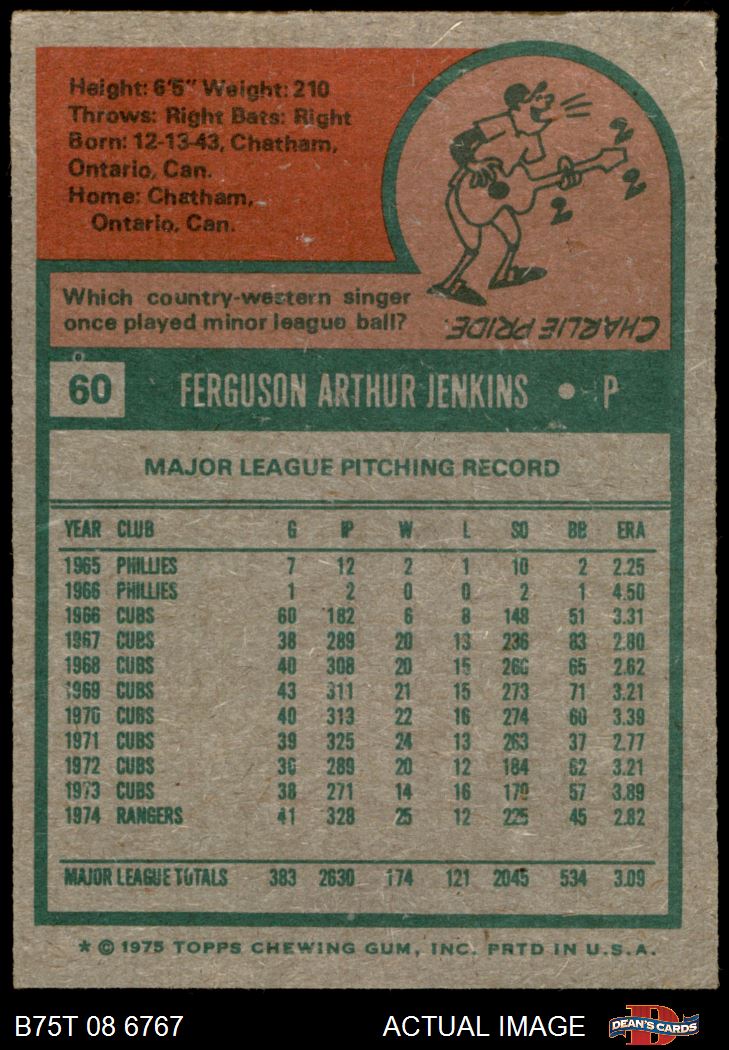 Height: 6'5" Weight: 210
Throws: Right Bats: Right
Born: 12-13-43, Chatham,
Ontario, Can.
Home: Chatham,
Ontario, Can.
Which country-western singer
once played minor league ball?
CHARLIE PRIDE.
60 FERGUSON ARTHUR JENKINS • P
MAJOR LEAGUE PITCHING RECORD
YEAR CLUB G IP W L SO BB ERA
1965 PHILLIES 7 12 2 1 10 2 2.25
1966 PHILLIES 1 2 0 0 2 1 4.50
1966 CUBS 60 182 6 8 148 51 3.31
1967 CUBS 38 289 20 13 236 83 2.80
1968 CUBS 40 308 20 15 260 65 2.62
1969 CUBS 43 311 21 15 273 71 3.21
1970 CUBS 40 313 22 16 274 60 3.39
1971 CUBS 39 325 24 13 263 37 2.77
1972 CUBS 36 289 20 12 184 62 3.21
1973 CUBS 38 271 14 16 170 57 3.89
1974 RANGERS 41 328 25 12 225 45 2.82
MAJOR LEAGUE TOTALS 383 2630 174 121 2045 534 3.09
* © 1975 TOPPS CHEWING GUM, INC. PRTD IN U.S.A.
B75T 08 6767 ACTUAL IMAGE D DEAN'S CARDS